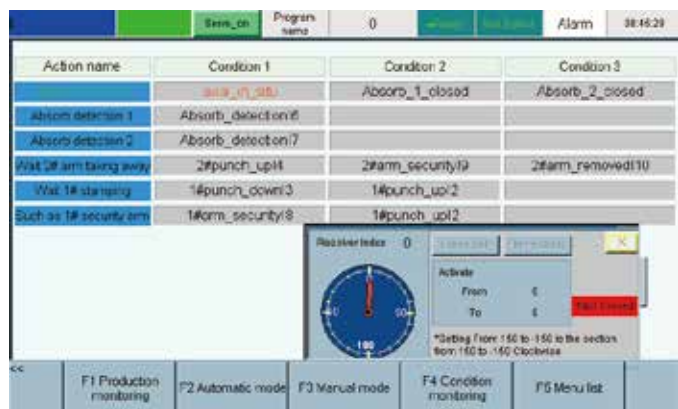 Servo_on
Program name
0
Alarm
Action name
Condition 1
Condition 2
Condition 3
Absorb_1_closed
Absorb_2_closed
Absorb detection 1
Absorb_detection|6
Absorb detection 2
Absorb_detection|7
Wait 2# arm taking away
2#punch_up|4
2#arm_security|9
2#arm_removed|10
Wait 1# stamping
1#punch_down|3
1#punch_up|2
Such as 1# security arm
1#arm_security|8
1#punch_up|2
Receiver Index 0
Activate
From
To
180
*Setting From 150 to -150 is the section
from 150 to -150 Clockwise
<<
F1 Production monitoring
F2 Automatic mode
F3 Manual mode
F4 Condition monitoring
F5 Menu list